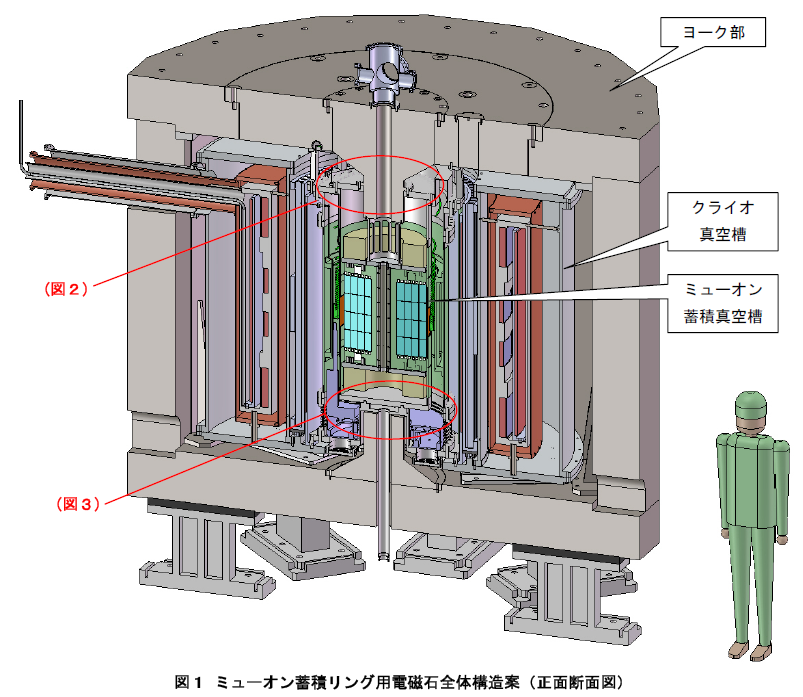 ヨーク部
クライオ
真空槽
(図2)
ミューオン
蓄積真空槽
(図3)
図1 ミューオン蓄積リング用電磁石全体構造案（正面断面図）